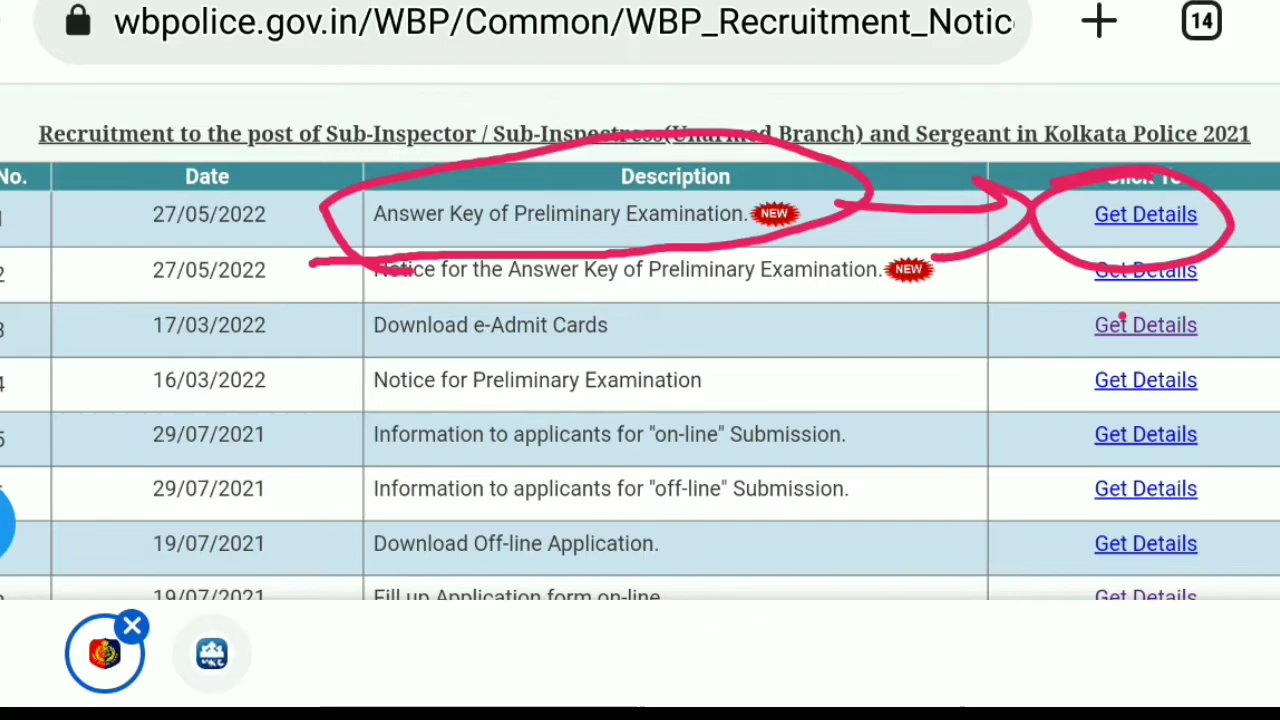 wbpolice.gov.in/WBP/Common/WBP_Recruitment_Notic
14
Recruitment to the post of Sub-Inspector / Sub-Inspectress(Unarmed Branch) and Sergeant in Kolkata Police 2021
No. Date Description Click To
1 27/05/2022 Answer Key of Preliminary Examination. NEW Get Details
2 27/05/2022 Notice for the Answer Key of Preliminary Examination. NEW Get Details
3 17/03/2022 Download e-Admit Cards Get Details
4 16/03/2022 Notice for Preliminary Examination Get Details
5 29/07/2021 Information to applicants for "on-line" Submission. Get Details
29/07/2021 Information to applicants for "off-line" Submission. Get Details
19/07/2021 Download Off-line Application. Get Details
19/07/2021 Fill up Application form on-line Get Details